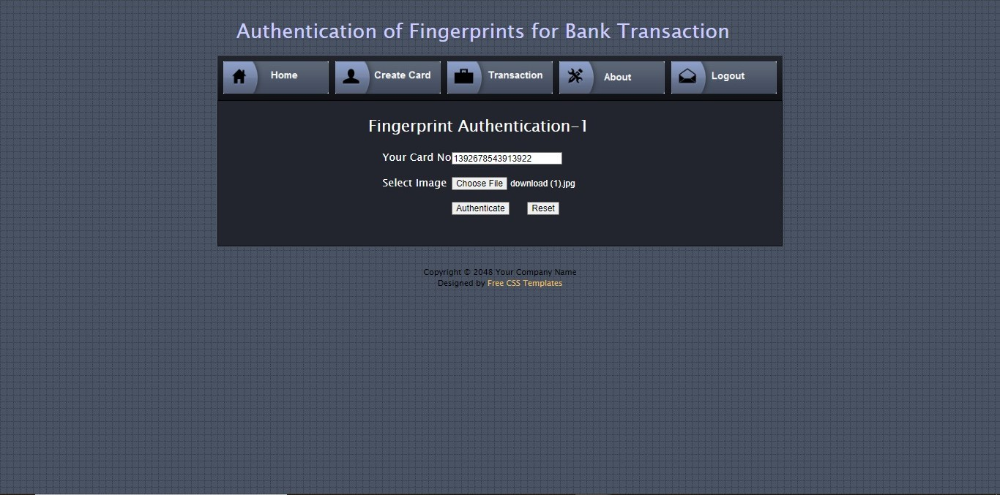 Authentication of Fingerprints for Bank Transaction
Home Create Card Transaction About Logout
Fingerprint Authentication-1
Your Card No 1392678543913922
Select Image Choose File download (1).jpg
Authenticate Reset
Copyright © 2048 Your Company Name
Designed by Free CSS Templates